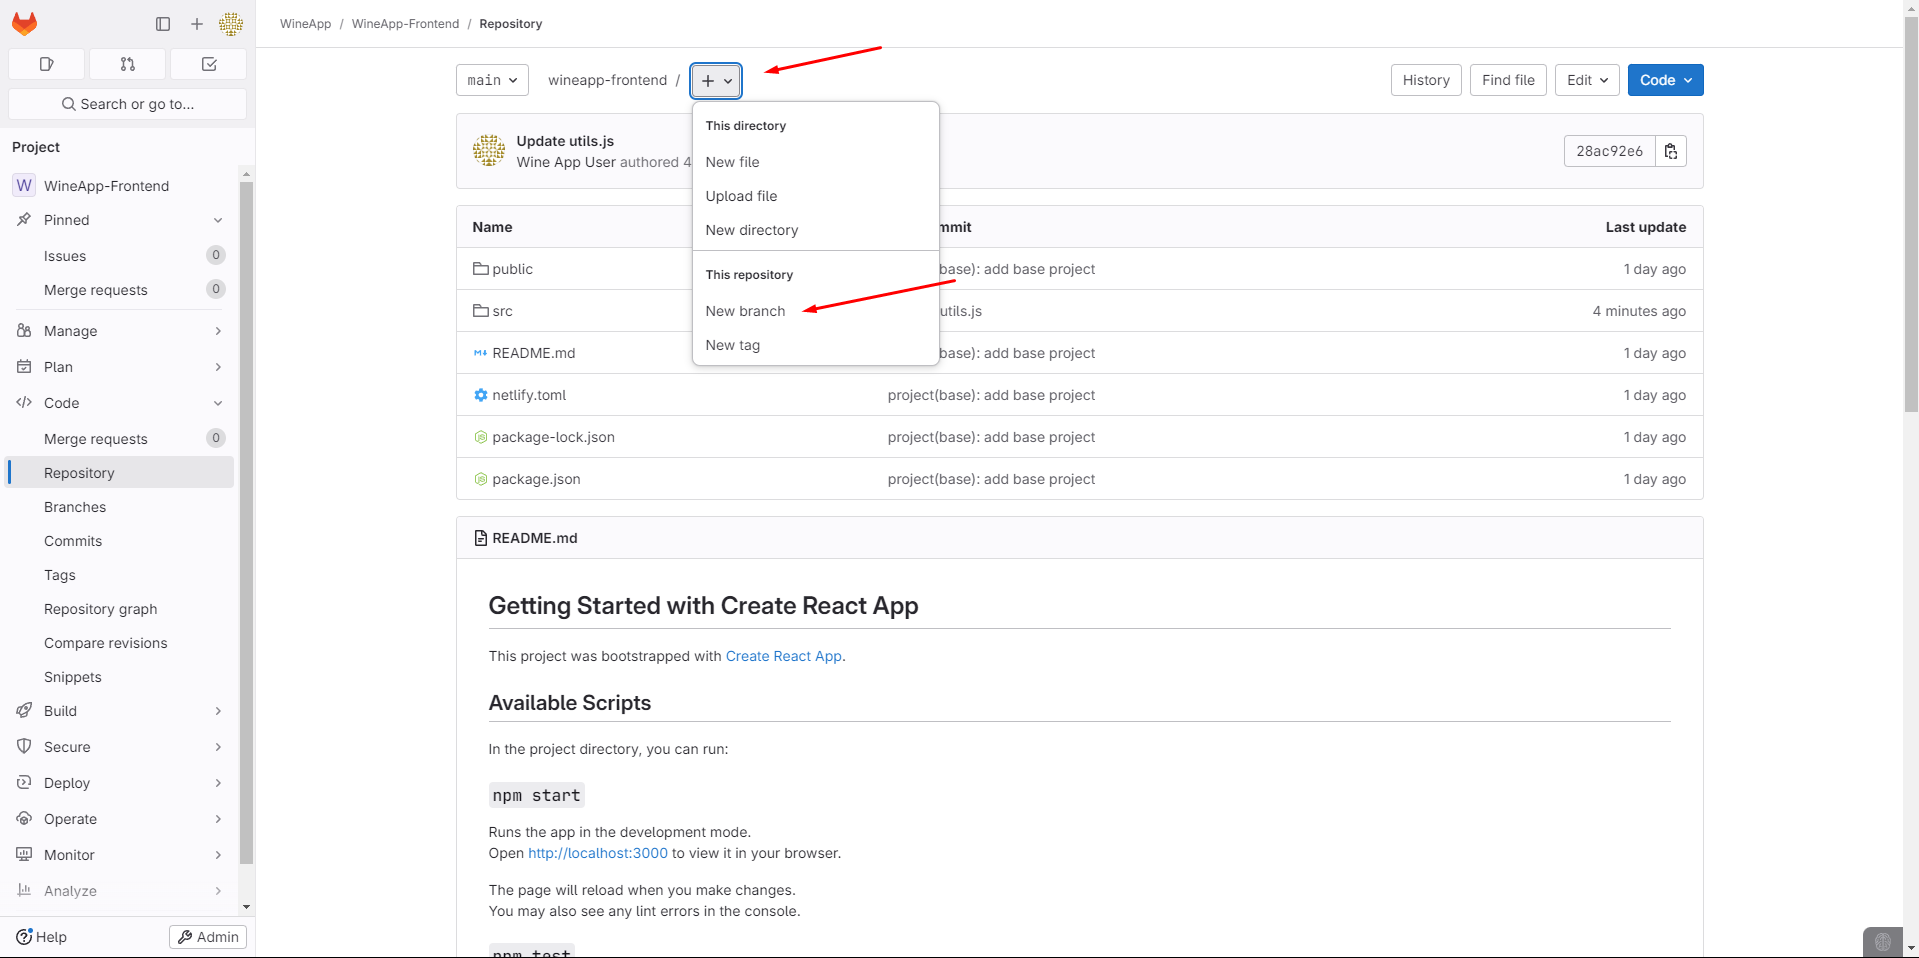 WineApp / WineApp-Frontend / Repository
Search or go to...
Project
W WineApp-Frontend
Pinned
Issues 0
Merge requests 0
Manage
Plan
Code
Merge requests 0
Repository
Branches
Commits
Tags
Repository graph
Compare revisions
Snippets
Build
Secure
Deploy
Operate
Monitor
Analyze
Help
Admin
main
wineapp-frontend /
History
Find file
Edit
Code
This directory
New file
Upload file
New directory
This repository
New branch
New tag
Update utils.js
Wine App User authored 4
28ac92e6
Name mmit Last update
public base): add base project 1 day ago
src utils.js 4 minutes ago
README.md base): add base project 1 day ago
netlify.toml project(base): add base project 1 day ago
package-lock.json project(base): add base project 1 day ago
package.json project(base): add base project 1 day ago
README.md
Getting Started with Create React App
This project was bootstrapped with Create React App.
Available Scripts
In the project directory, you can run:
npm start
Runs the app in the development mode.
Open http://localhost:3000 to view it in your browser.
The page will reload when you make changes.
You may also see any lint errors in the console.
npm test